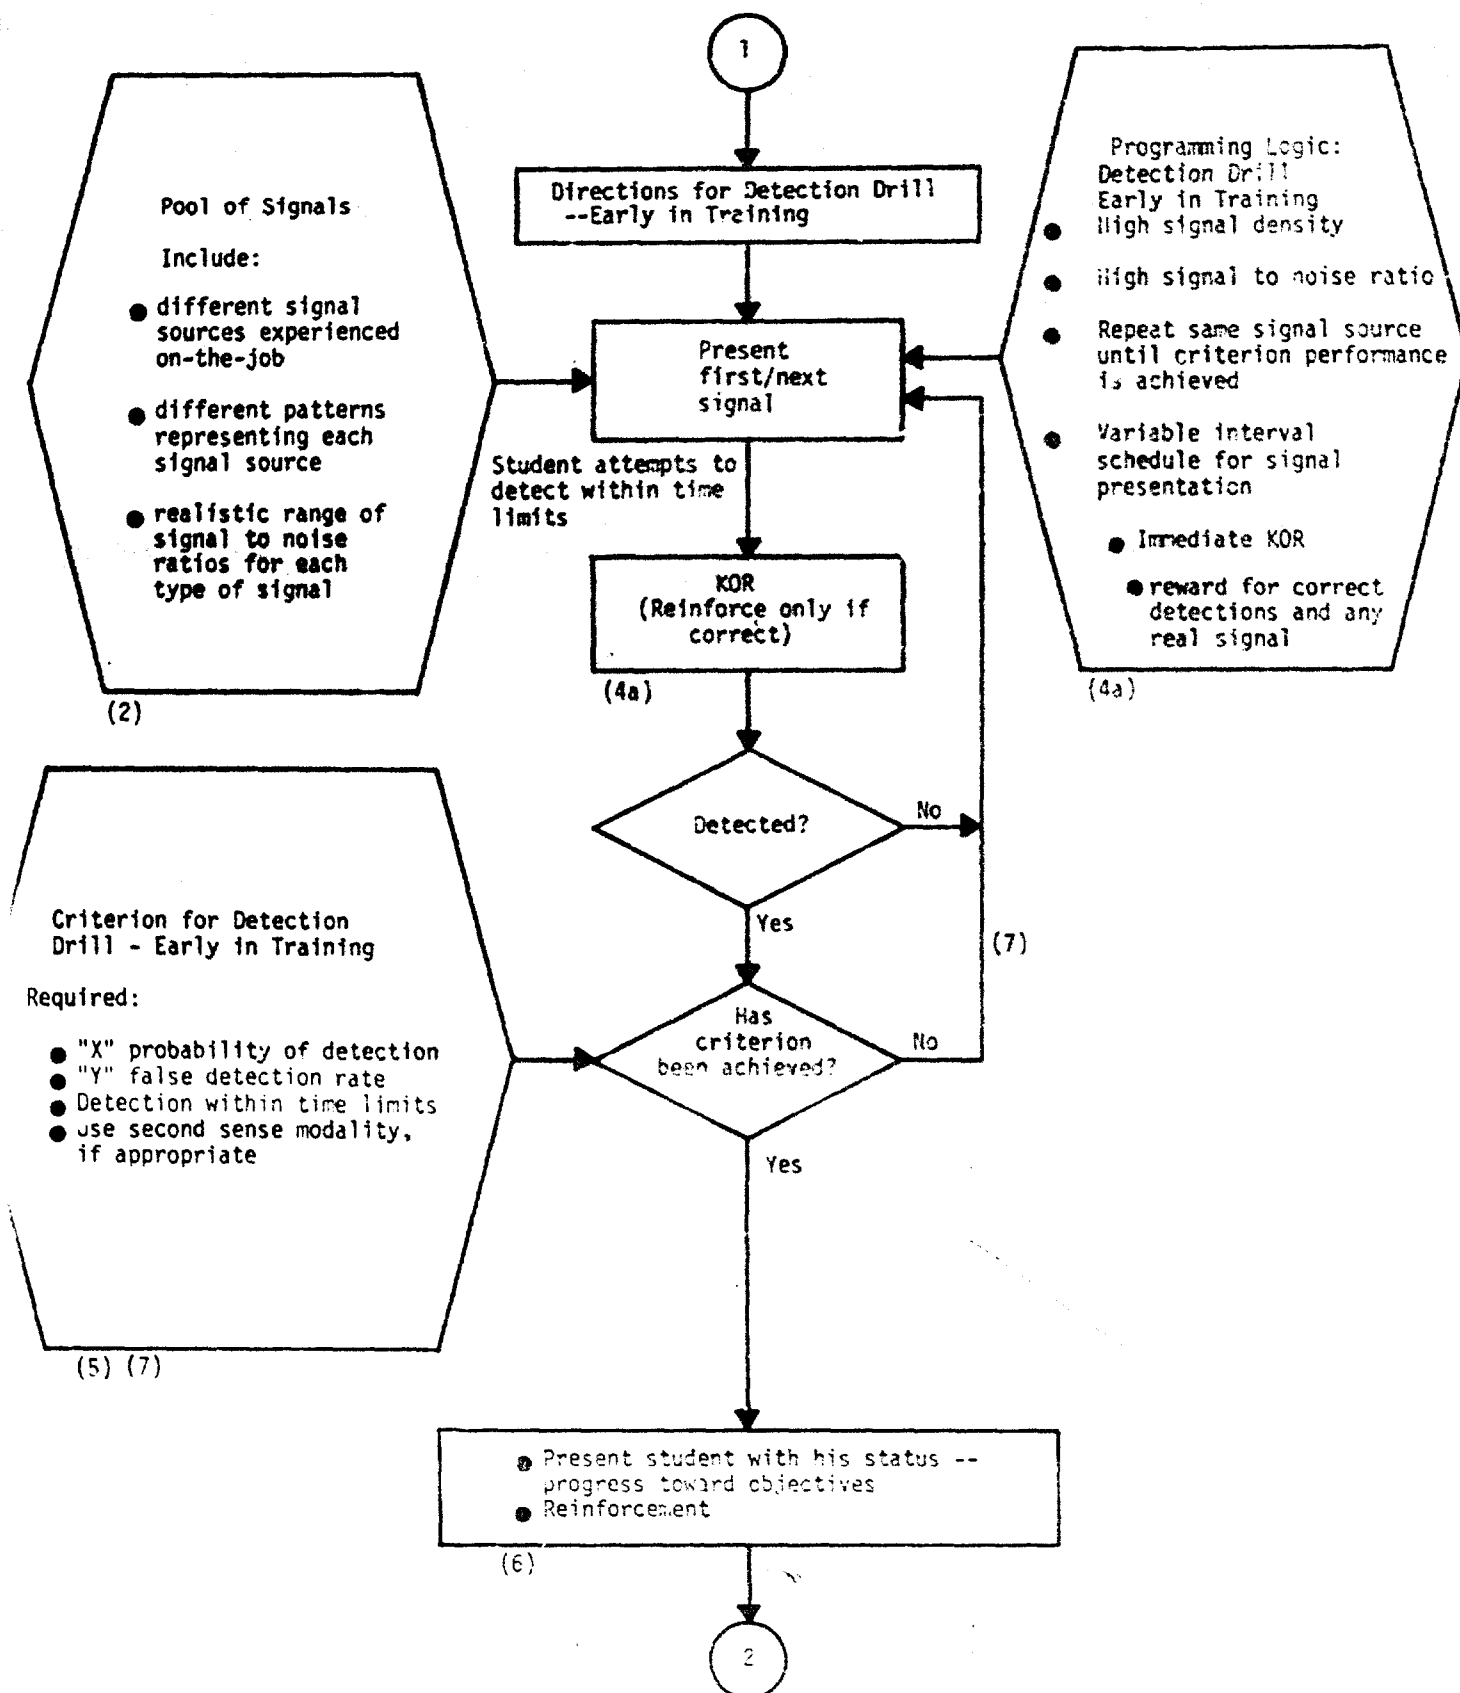 1
Directions for Detection Drill
--Early in Training
Pool of Signals
Include:
● different signal
sources experienced
on-the-job
● different patterns
representing each
signal source
● realistic range of
signal to noise
ratios for each
type of signal
(2)
Present
first/next
signal
Programming Logic:
Detection Drill
Early in Training
● High signal density
● High signal to noise ratio
● Repeat same signal source
until criterion performance
is achieved
● Variable interval
schedule for signal
presentation
● Immediate KOR
● reward for correct
detections and any
real signal
(4a)
Student attempts to
detect within time
limits
KOR
(Reinforce only if
correct)
(4a)
Detected?
No
Yes
(7)
Criterion for Detection
Drill - Early in Training
Required:
● "X" probability of detection
● "Y" false detection rate
● Detection within time limits
● Use second sense modality,
if appropriate
(5) (7)
Has
criterion
been achieved?
No
Yes
● Present student with his status --
progress toward objectives
● Reinforcement
(6)
2